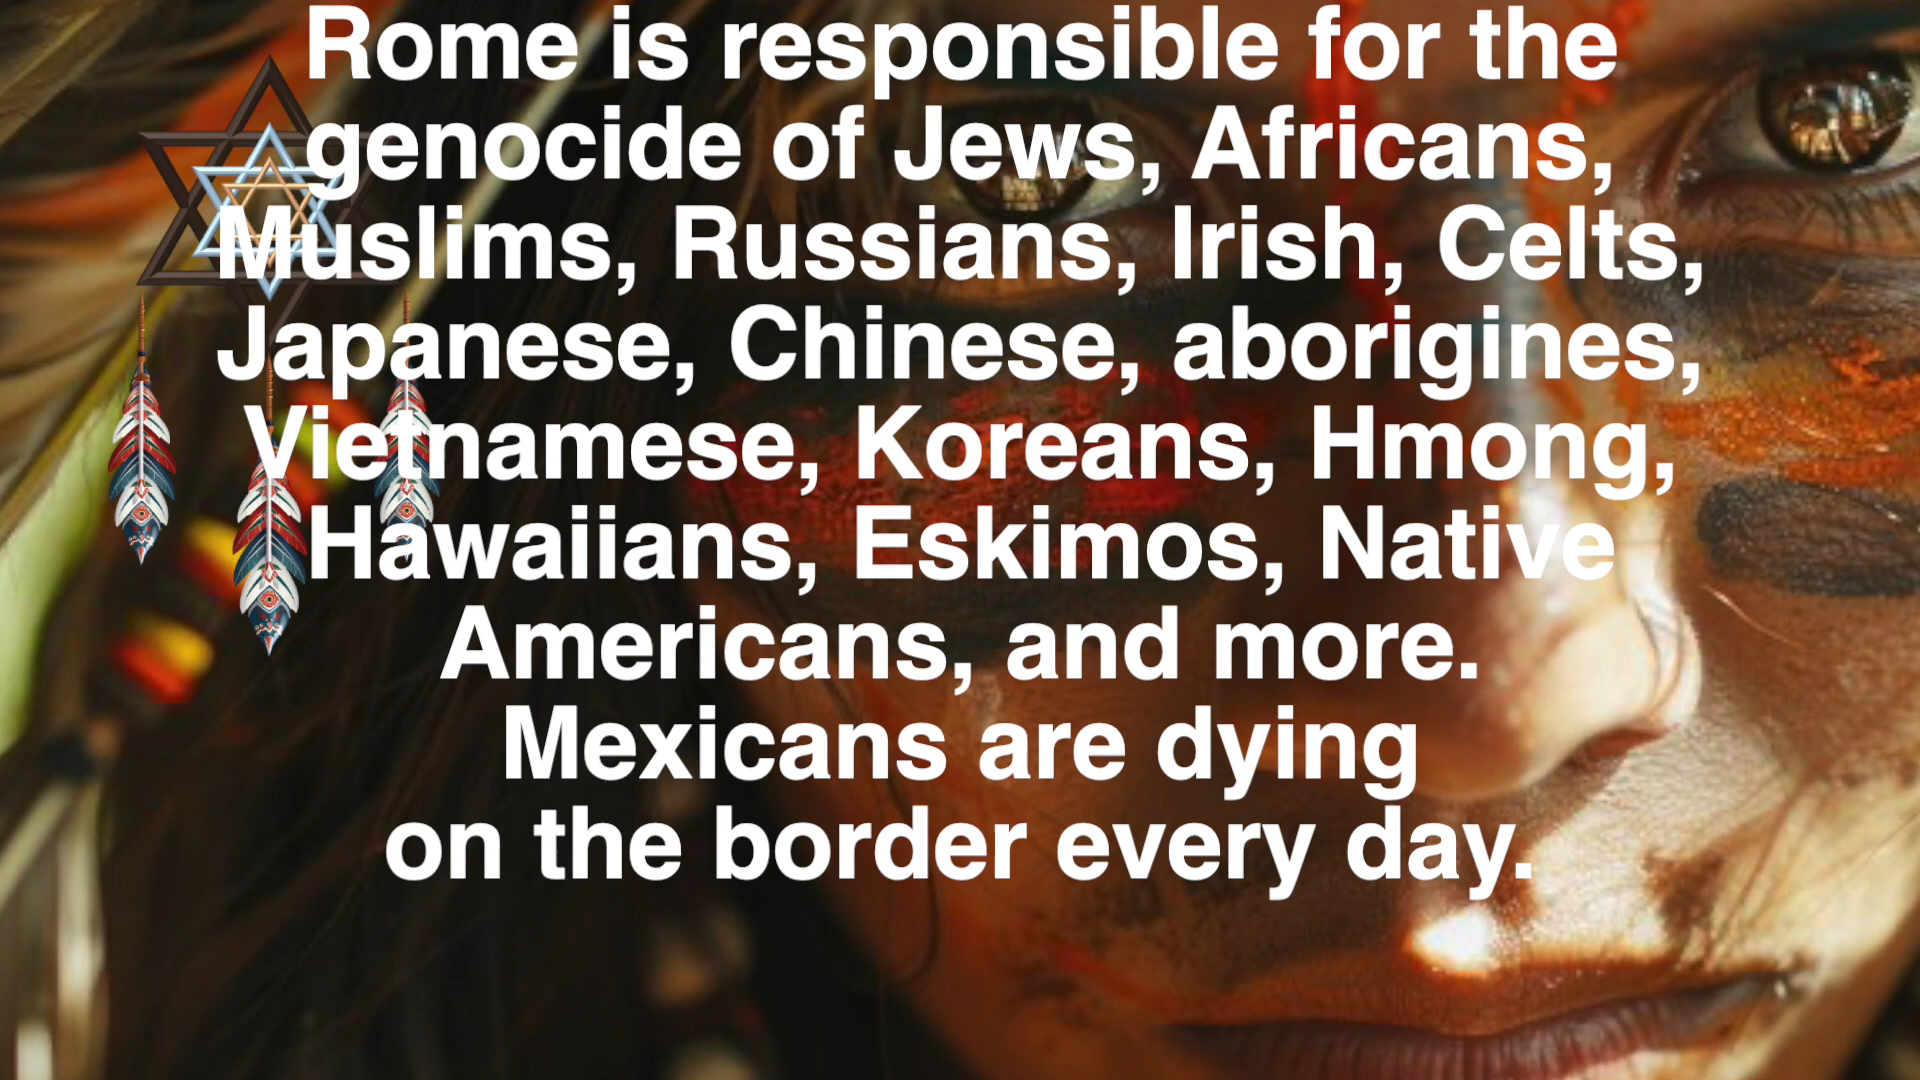 Rome is responsible for the
genocide of Jews, Africans,
Muslims, Russians, Irish, Celts,
Japanese, Chinese, aborigines,
Vietnamese, Koreans, Hmong,
Hawaiians, Eskimos, Native
Americans, and more.
Mexicans are dying
on the border every day.